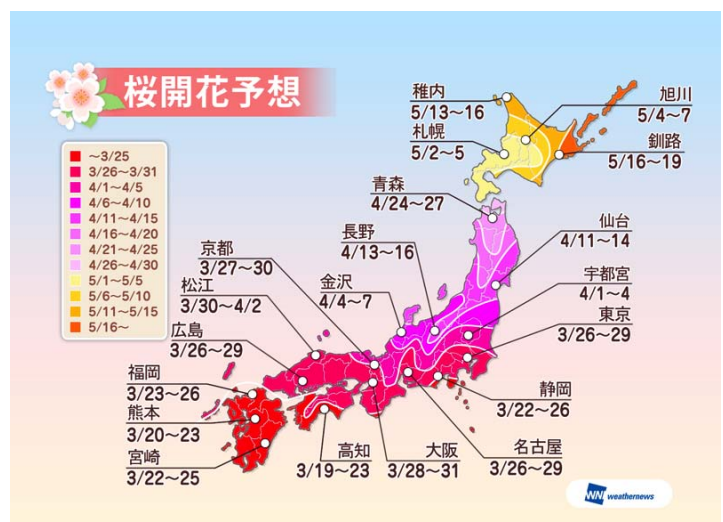 桜開花予想
～3/25
3/26～3/31
4/1～4/5
4/6～4/10
4/11～4/15
4/16～4/20
4/21～4/25
4/26～4/30
5/1～5/5
5/6～5/10
5/11～5/15
5/16～
稚内
5/13～16
旭川
5/4～7
札幌
5/2～5
釧路
5/16～19
青森
4/24～27
仙台
4/11～14
長野
4/13～16
京都
3/27～30
宇都宮
4/1～4
松江
3/30～4/2
金沢
4/4～7
東京
3/26～29
広島
3/26～29
福岡
3/23～26
静岡
3/22～26
熊本
3/20～23
宮崎
3/22～25
高知
3/19～23
大阪
3/28～31
名古屋
3/26～29
WN weathernews